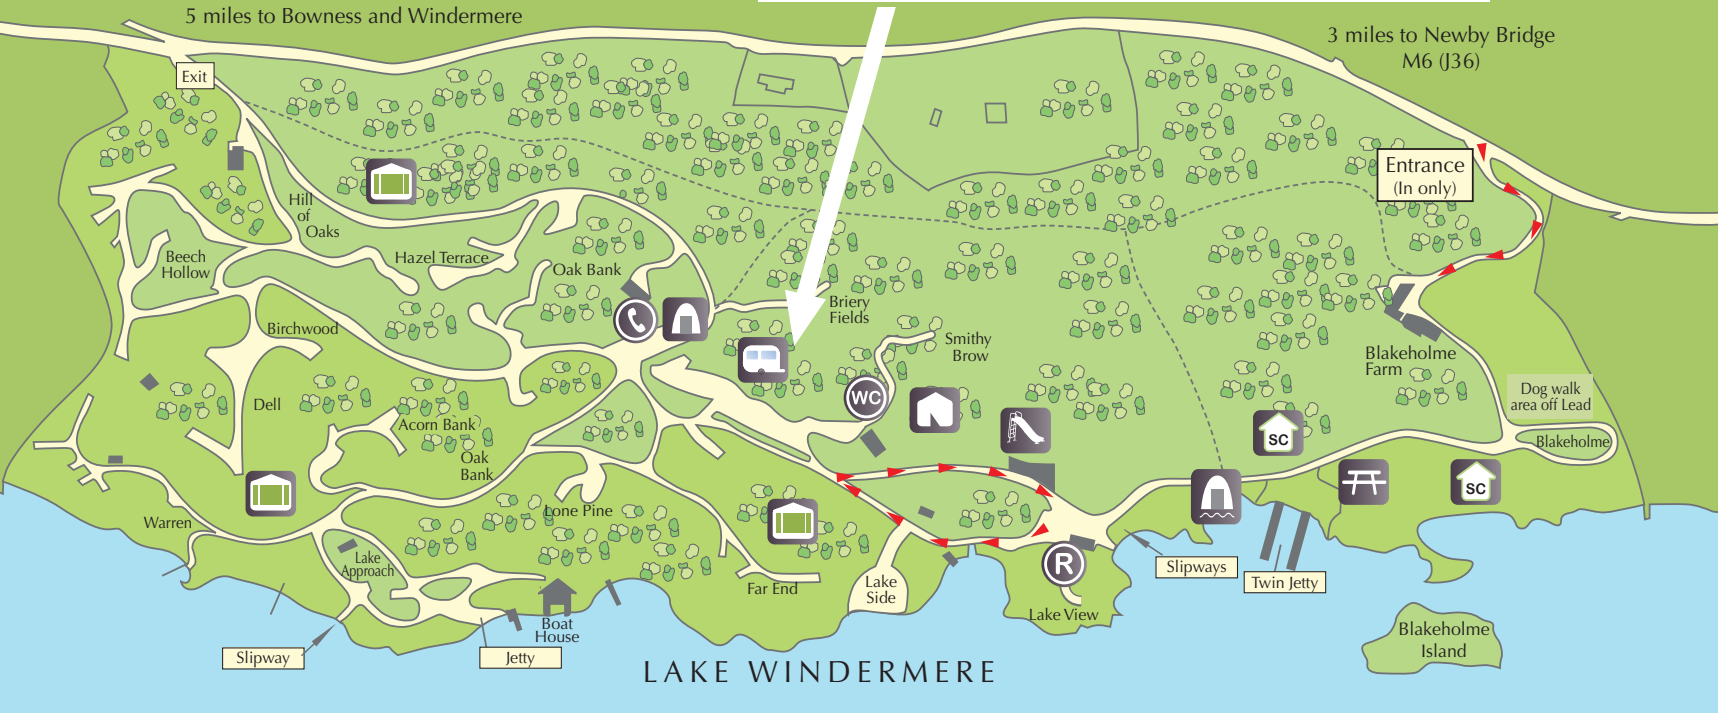 5 miles to Bowness and Windermere
3 miles to Newby Bridge
M6 (J36)
Exit
Entrance
(In only)
Hill
of
Oaks
Beech
Hollow
Hazel Terrace
Oak Bank
Briery
Fields
Birchwood
Smithy
Brow
Blakeholme
Farm
Dog walk
area off Lead
Dell
WC
Acorn Bank
SC
Blakeholme
Oak
Bank
SC
Lone Pine
Warren
Lake
Approach
Far End
Lake
Side
R
Lake View
Slipways
Twin Jetty
Boat
House
Slipway
Jetty
Blakeholme
Island
LAKE WINDERMERE